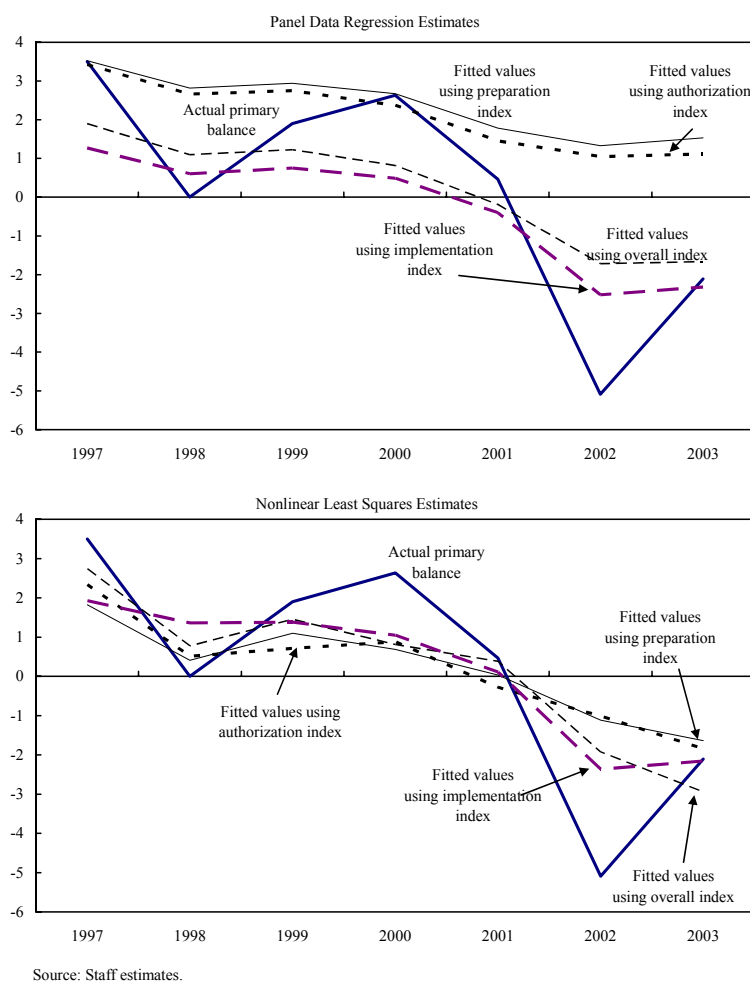 Panel Data Regression Estimates
4
3
2
1
0
-1
-2
-3
-4
-5
-6
Actual primary
balance
Fitted values
using preparation
index
Fitted values
using authorization
index
Fitted values
using implementation
index
Fitted values
using overall index
1997 1998 1999 2000 2001 2002 2003
Nonlinear Least Squares Estimates
4
3
2
1
0
-1
-2
-3
-4
-5
-6
Actual primary
balance
Fitted values
using preparation
index
Fitted values using
authorization index
Fitted values
using implementation
index
Fitted values
using overall index
1997 1998 1999 2000 2001 2002 2003
Source: Staff estimates.